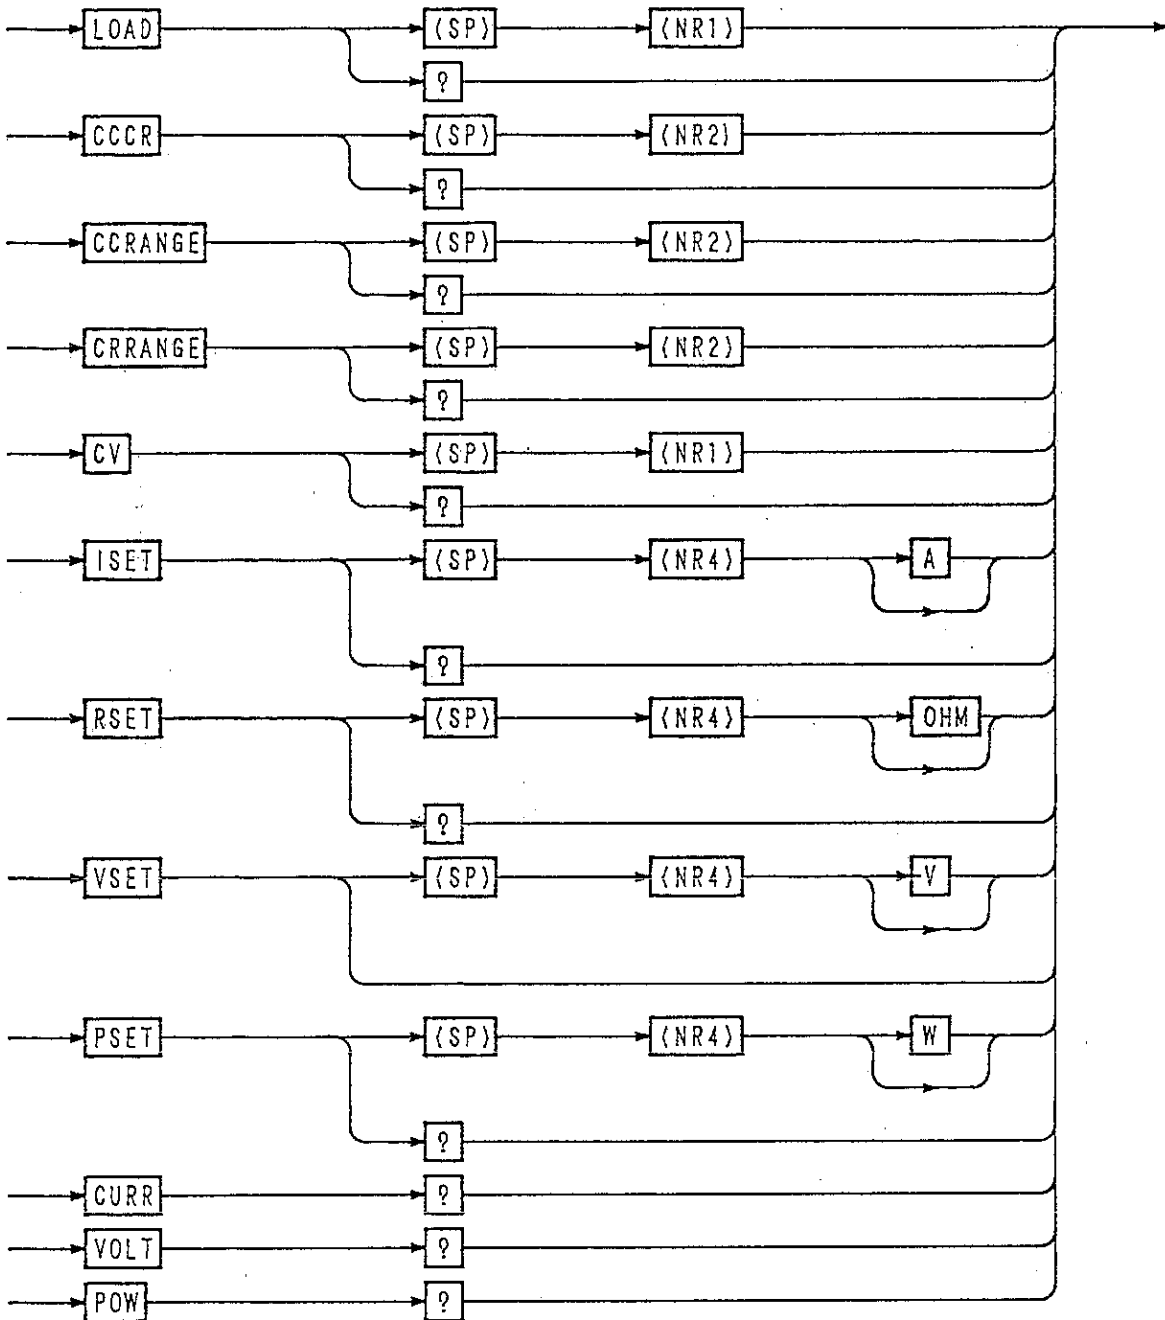 LOAD (SP) (NR1)
?
CCCR (SP) (NR2)
?
CCRANGE (SP) (NR2)
?
CRRANGE (SP) (NR2)
?
CV (SP) (NR1)
?
ISET (SP) (NR4) A
?
RSET (SP) (NR4) OHM
?
VSET (SP) (NR4) V
PSET (SP) (NR4) W
?
CURR ?
VOLT ?
POW ?